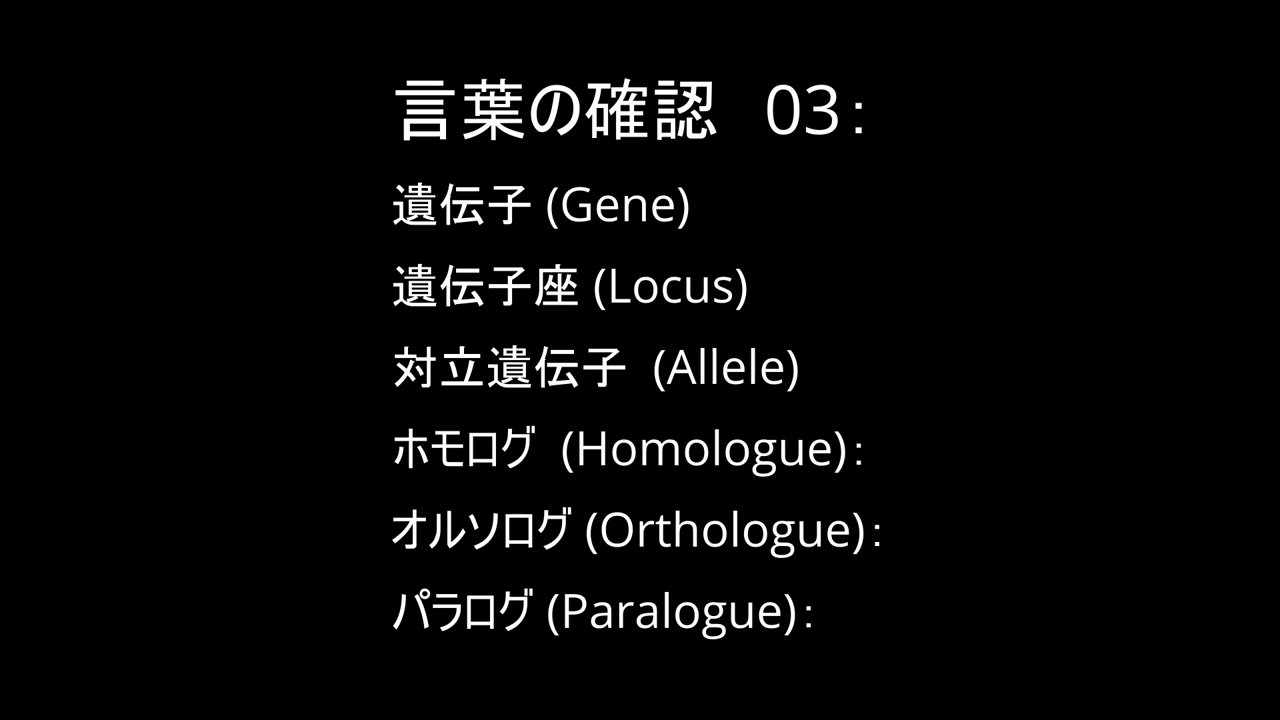 言葉の確認　03：
遺伝子 (Gene)
遺伝子座 (Locus)
対立遺伝子 (Allele)
ホモログ (Homologue)：
オルソログ (Orthologue)：
パラログ (Paralogue)：